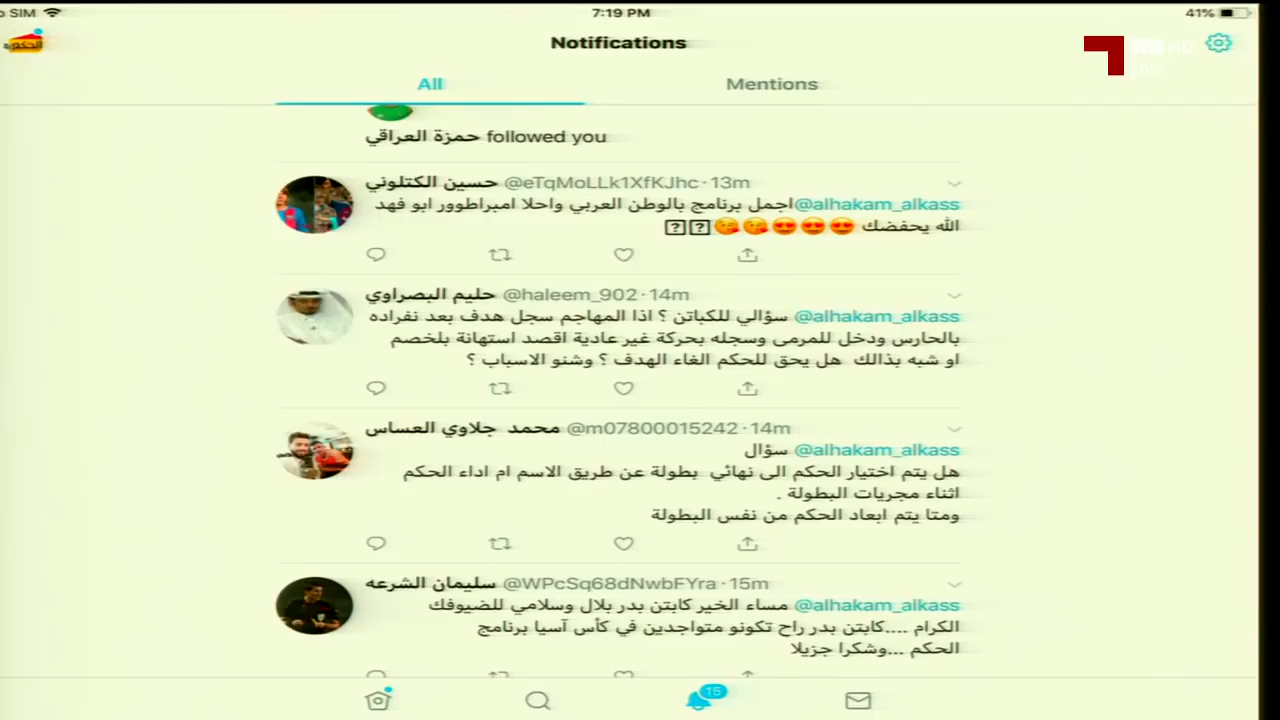 SIM
7:19 PM
41%
Notifications
HD
All
Mentions
حمزة العراقي followed you
حسين الكتلوني @eTqMoLLk1XfKJhc · 13m
@alhakam_alkass اجمل برنامج بالوطن العربي واحلا امبراطوور ابو فهد
الله يحفضك 😍😍😍😘😘
حليم البصراوي @haleem_902 · 14m
@alhakam_alkass سؤالي للكباتن ؟ اذا المهاجم سجل هدف بعد نفراده
بالحارس ودخل للمرمى وسجله بحركة غير عادية اقصد استهانة بلخصم
او شبه بذالك هل يحق للحكم الغاء الهدف ؟ وشنو الاسباب ؟
محمد جلاوي العساس @m07800015242 · 14m
@alhakam_alkass سؤال
هل يتم اختيار الحكم الى نهائي بطولة عن طريق الاسم ام اداء الحكم
اثناء مجريات البطولة .
ومتا يتم ابعاد الحكم من نفس البطولة
سليمان الشرعه @WPcSq68dNwbFYra · 15m
@alhakam_alkass مساء الخير كابتن بدر بلال وسلامي للضيوفك
الكرام ....كابتن بدر راح تكونو متواجدين في كأس آسيا برنامج
الحكم ...وشكرا جزيلا
15